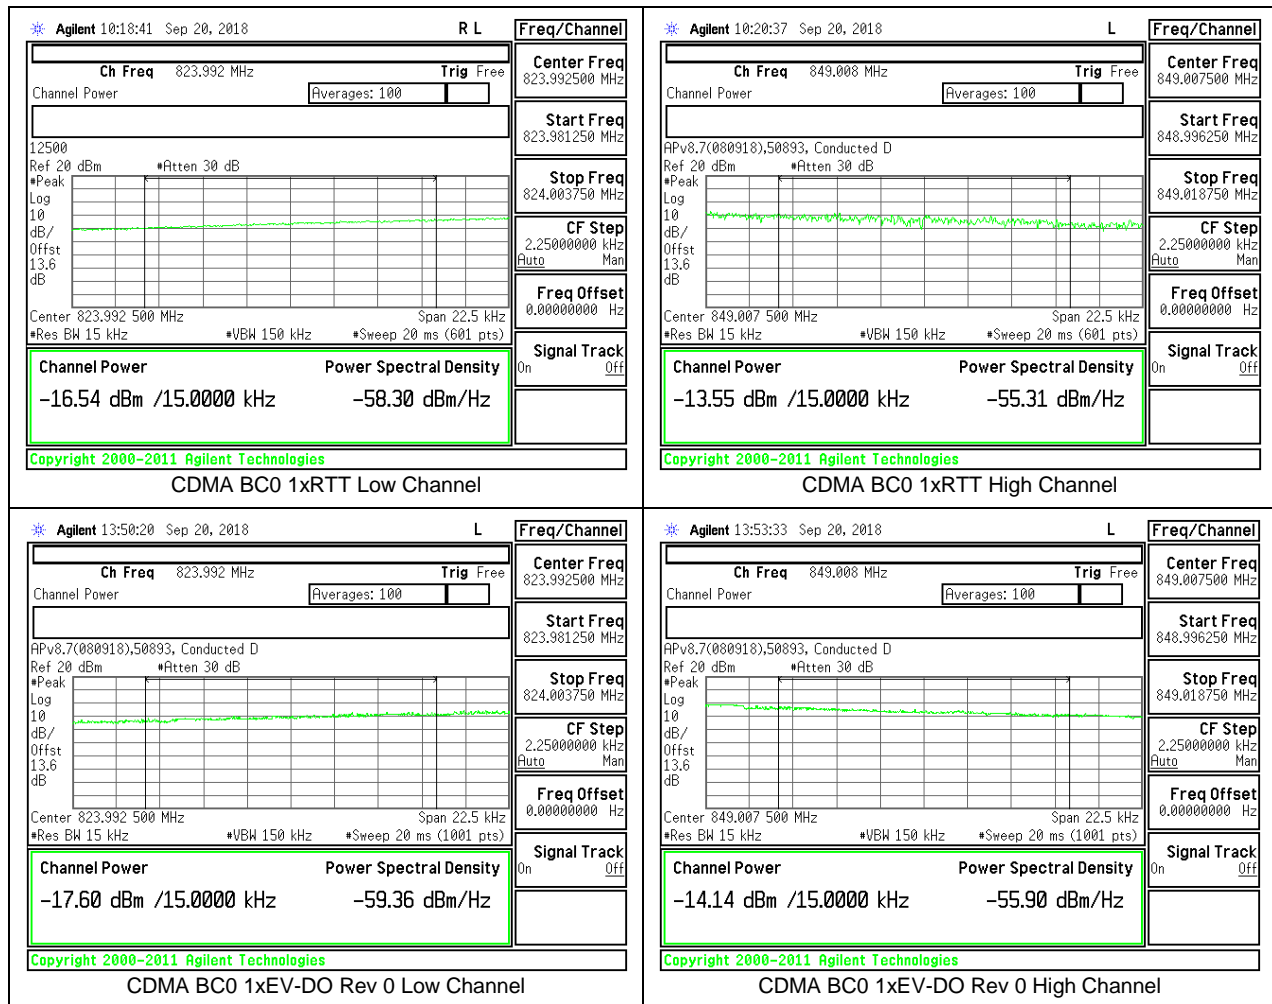 Agilent 10:18:41 Sep 20, 2018 R L Freq/Channel
Ch Freq 823.992 MHz Trig Free
Channel Power Averages: 100
12500
Ref 20 dBm #Atten 30 dB
#Peak
Log
10
dB/
Offst
13.6
dB
Center 823.992 500 MHz Span 22.5 kHz
#Res BW 15 kHz #VBW 150 kHz #Sweep 20 ms (601 pts)
Channel Power Power Spectral Density
-16.54 dBm /15.0000 kHz -58.30 dBm/Hz
Copyright 2000-2011 Agilent Technologies
Center Freq
823.992500 MHz
Start Freq
823.981250 MHz
Stop Freq
824.003750 MHz
CF Step
2.25000000 kHz
Auto Man
Freq Offset
0.00000000 Hz
Signal Track
On Off
CDMA BC0 1xRTT Low Channel
Agilent 10:20:37 Sep 20, 2018 L Freq/Channel
Ch Freq 849.008 MHz Trig Free
Channel Power Averages: 100
APv8.7(080918),50893, Conducted D
Ref 20 dBm #Atten 30 dB
#Peak
Log
10
dB/
Offst
13.6
dB
Center 849.007 500 MHz Span 22.5 kHz
#Res BW 15 kHz #VBW 150 kHz #Sweep 20 ms (601 pts)
Channel Power Power Spectral Density
-13.55 dBm /15.0000 kHz -55.31 dBm/Hz
Copyright 2000-2011 Agilent Technologies
Center Freq
849.007500 MHz
Start Freq
848.996250 MHz
Stop Freq
849.018750 MHz
CF Step
2.25000000 kHz
Auto Man
Freq Offset
0.00000000 Hz
Signal Track
On Off
CDMA BC0 1xRTT High Channel
Agilent 13:50:20 Sep 20, 2018 L Freq/Channel
Ch Freq 823.992 MHz Trig Free
Channel Power Averages: 100
APv8.7(080918),50893, Conducted D
Ref 20 dBm #Atten 30 dB
#Peak
Log
10
dB/
Offst
13.6
dB
Center 823.992 500 MHz Span 22.5 kHz
#Res BW 15 kHz #VBW 150 kHz #Sweep 20 ms (1001 pts)
Channel Power Power Spectral Density
-17.60 dBm /15.0000 kHz -59.36 dBm/Hz
Copyright 2000-2011 Agilent Technologies
Center Freq
823.992500 MHz
Start Freq
823.981250 MHz
Stop Freq
824.003750 MHz
CF Step
2.25000000 kHz
Auto Man
Freq Offset
0.00000000 Hz
Signal Track
On Off
CDMA BC0 1xEV-DO Rev 0 Low Channel
Agilent 13:53:33 Sep 20, 2018 L Freq/Channel
Ch Freq 849.008 MHz Trig Free
Channel Power Averages: 100
APv8.7(080918),50893, Conducted D
Ref 20 dBm #Atten 30 dB
#Peak
Log
10
dB/
Offst
13.6
dB
Center 849.007 500 MHz Span 22.5 kHz
#Res BW 15 kHz #VBW 150 kHz #Sweep 20 ms (1001 pts)
Channel Power Power Spectral Density
-14.14 dBm /15.0000 kHz -55.90 dBm/Hz
Copyright 2000-2011 Agilent Technologies
Center Freq
849.007500 MHz
Start Freq
848.996250 MHz
Stop Freq
849.018750 MHz
CF Step
2.25000000 kHz
Auto Man
Freq Offset
0.00000000 Hz
Signal Track
On Off
CDMA BC0 1xEV-DO Rev 0 High Channel